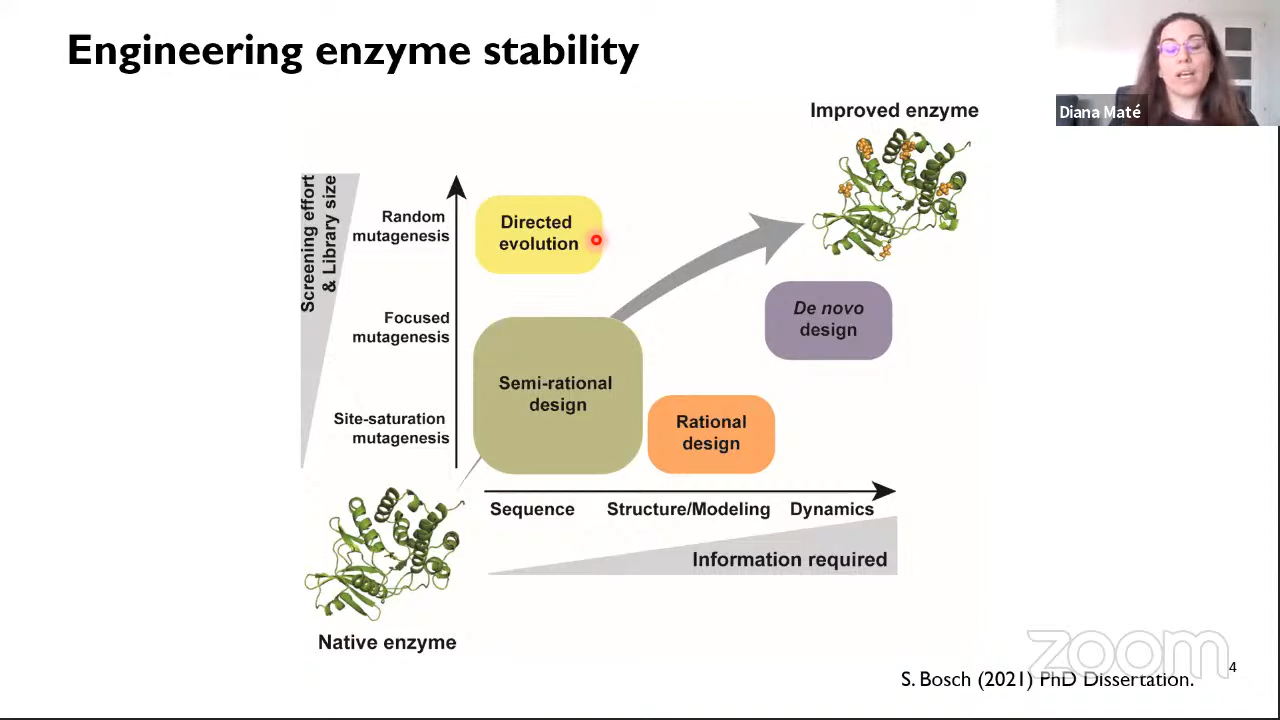 Engineering enzyme stability
Diana Maté
Improved enzyme
Screening effort
& Library size
Random
mutagenesis
Directed
evolution
Focused
mutagenesis
De novo
design
Semi-rational
design
Site-saturation
mutagenesis
Rational
design
Sequence
Structure/Modeling
Dynamics
Information required
Native enzyme
zoom
4
S. Bosch (2021) PhD Dissertation.